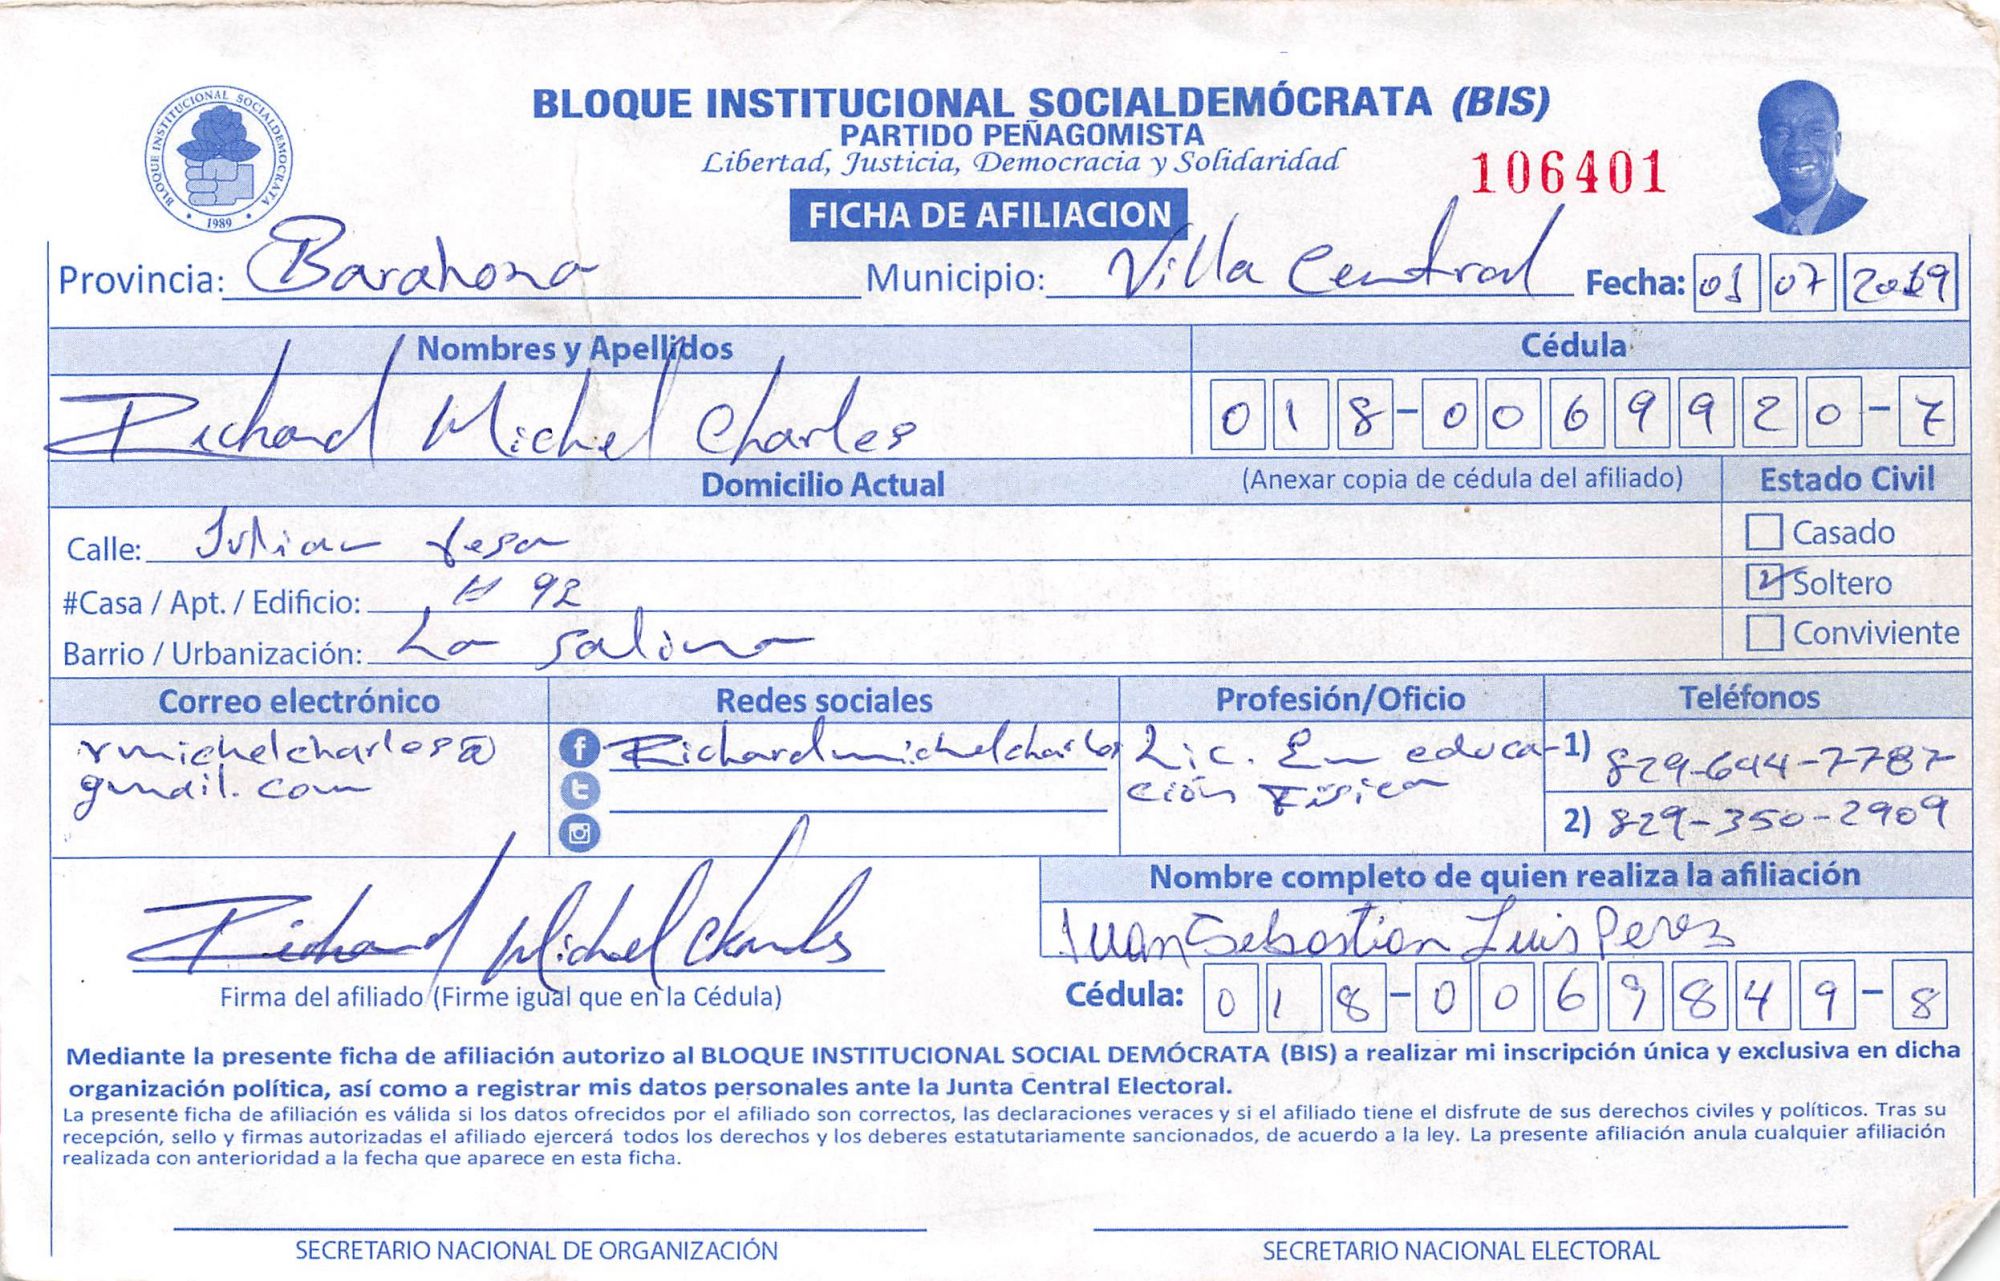 BLOQUE INSTITUCIONAL SOCIALDEMÓCRATA (BIS)
PARTIDO PEÑAGOMISTA
Libertad, Justicia, Democracia y Solidaridad
106401
BLOQUE INSTITUCIONAL SOCIALDEMOCRATA
1989
FICHA DE AFILIACION
Provincia: Barahona Municipio: Villa Central Fecha: 01 07 2019
Nombres y Apellidos Cédula
Richard Michel Charles 018-0069920-7
Domicilio Actual (Anexar copia de cédula del afiliado) Estado Civil
Calle: Julian Casado
#Casa / Apt. / Edificio: # 92 Soltero
Barrio / Urbanización: La Salina Conviviente
Correo electrónico Redes sociales Profesión/Oficio Teléfonos
rmichelcharles@ Richardmichelcharles Lic. En educa- 1) 829-644-7787
gmail.com ción Física 2) 829-350-2909
Nombre completo de quien realiza la afiliación
Richard Michel Charles Juan Sebastian Luis Perez
Firma del afiliado (Firme igual que en la Cédula) Cédula: 018-0069849-8
Mediante la presente ficha de afiliación autorizo al BLOQUE INSTITUCIONAL SOCIAL DEMÓCRATA (BIS) a realizar mi inscripción única y exclusiva en dicha
organización política, así como a registrar mis datos personales ante la Junta Central Electoral.
La presente ficha de afiliación es válida si los datos ofrecidos por el afiliado son correctos, las declaraciones veraces y si el afiliado tiene el disfrute de sus derechos civiles y políticos. Tras su
recepción, sello y firmas autorizadas el afiliado ejercerá todos los derechos y los deberes estatutariamente sancionados, de acuerdo a la ley. La presente afiliación anula cualquier afiliación
realizada con anterioridad a la fecha que aparece en esta ficha.
SECRETARIO NACIONAL DE ORGANIZACIÓN SECRETARIO NACIONAL ELECTORAL